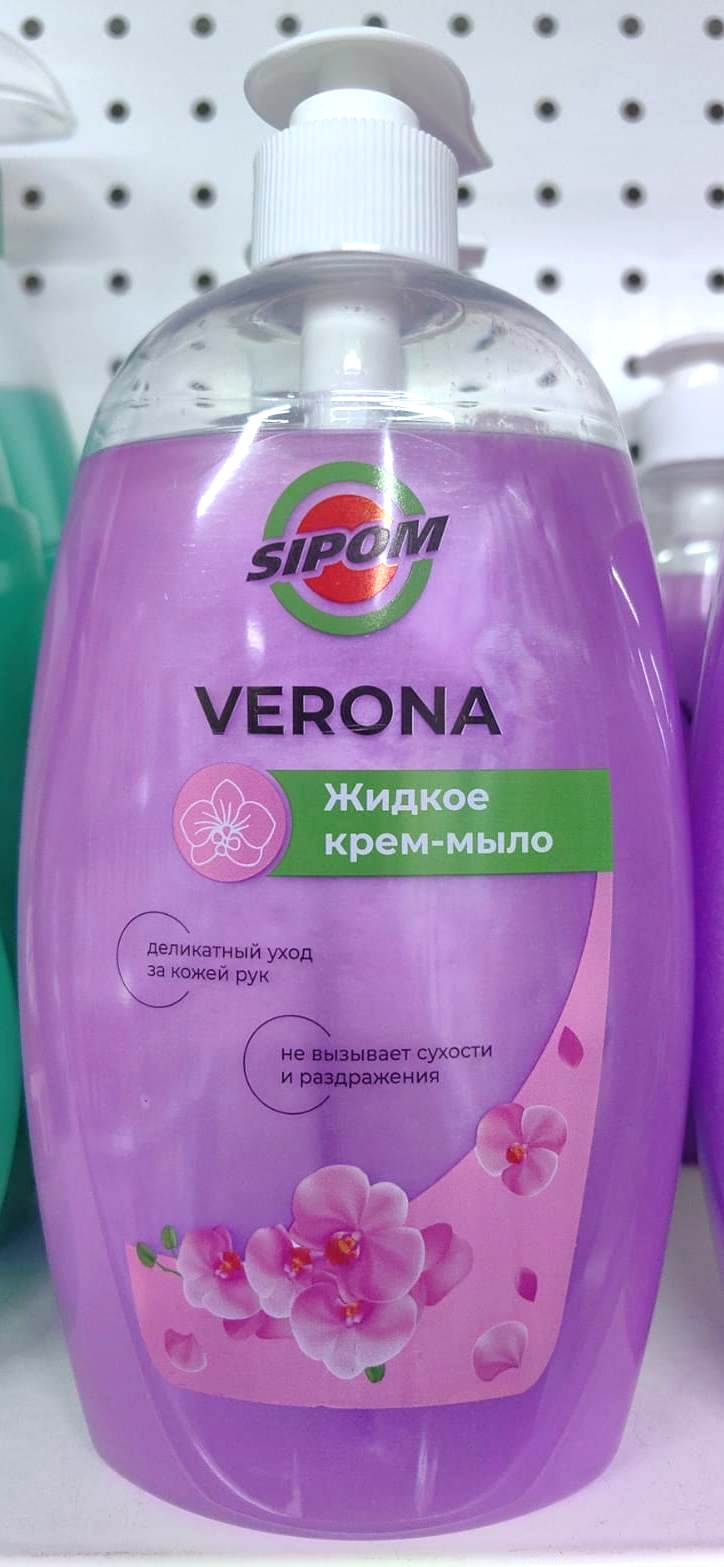 SIPOM
VERONA
Жидкое
крем-мыло
деликатный уход
за кожей рук
не вызывает сухости
и раздражения